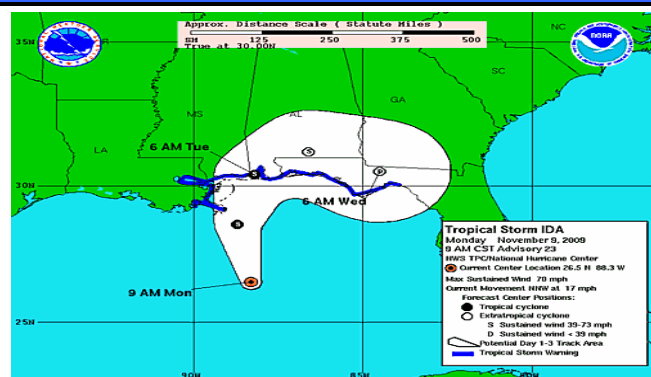 Approx. Distance Scale ( Statute Miles )
SM 125 250 375 500
True at 30.00N
35N
NC
NOAA
SC
MS AL GA
6 AM Tue
LA
S
D
30N
6 AM Wed
S
9 AM Mon
25N
90W 85W 80W
Tropical Storm IDA
Monday November 9, 2009
9 AM CST Advisory 23
NWS TPC/National Hurricane Center
Current Center Location 26.5 N 88.3 W
Max Sustained Wind 70 mph
Current Movement NNW at 17 mph
Forecast Center Positions:
Tropical cyclone
Extratropical cyclone
S Sustained wind 39-73 mph
D Sustained wind < 39 mph
Potential Day 1-3 Track Area
Tropical Storm Warning